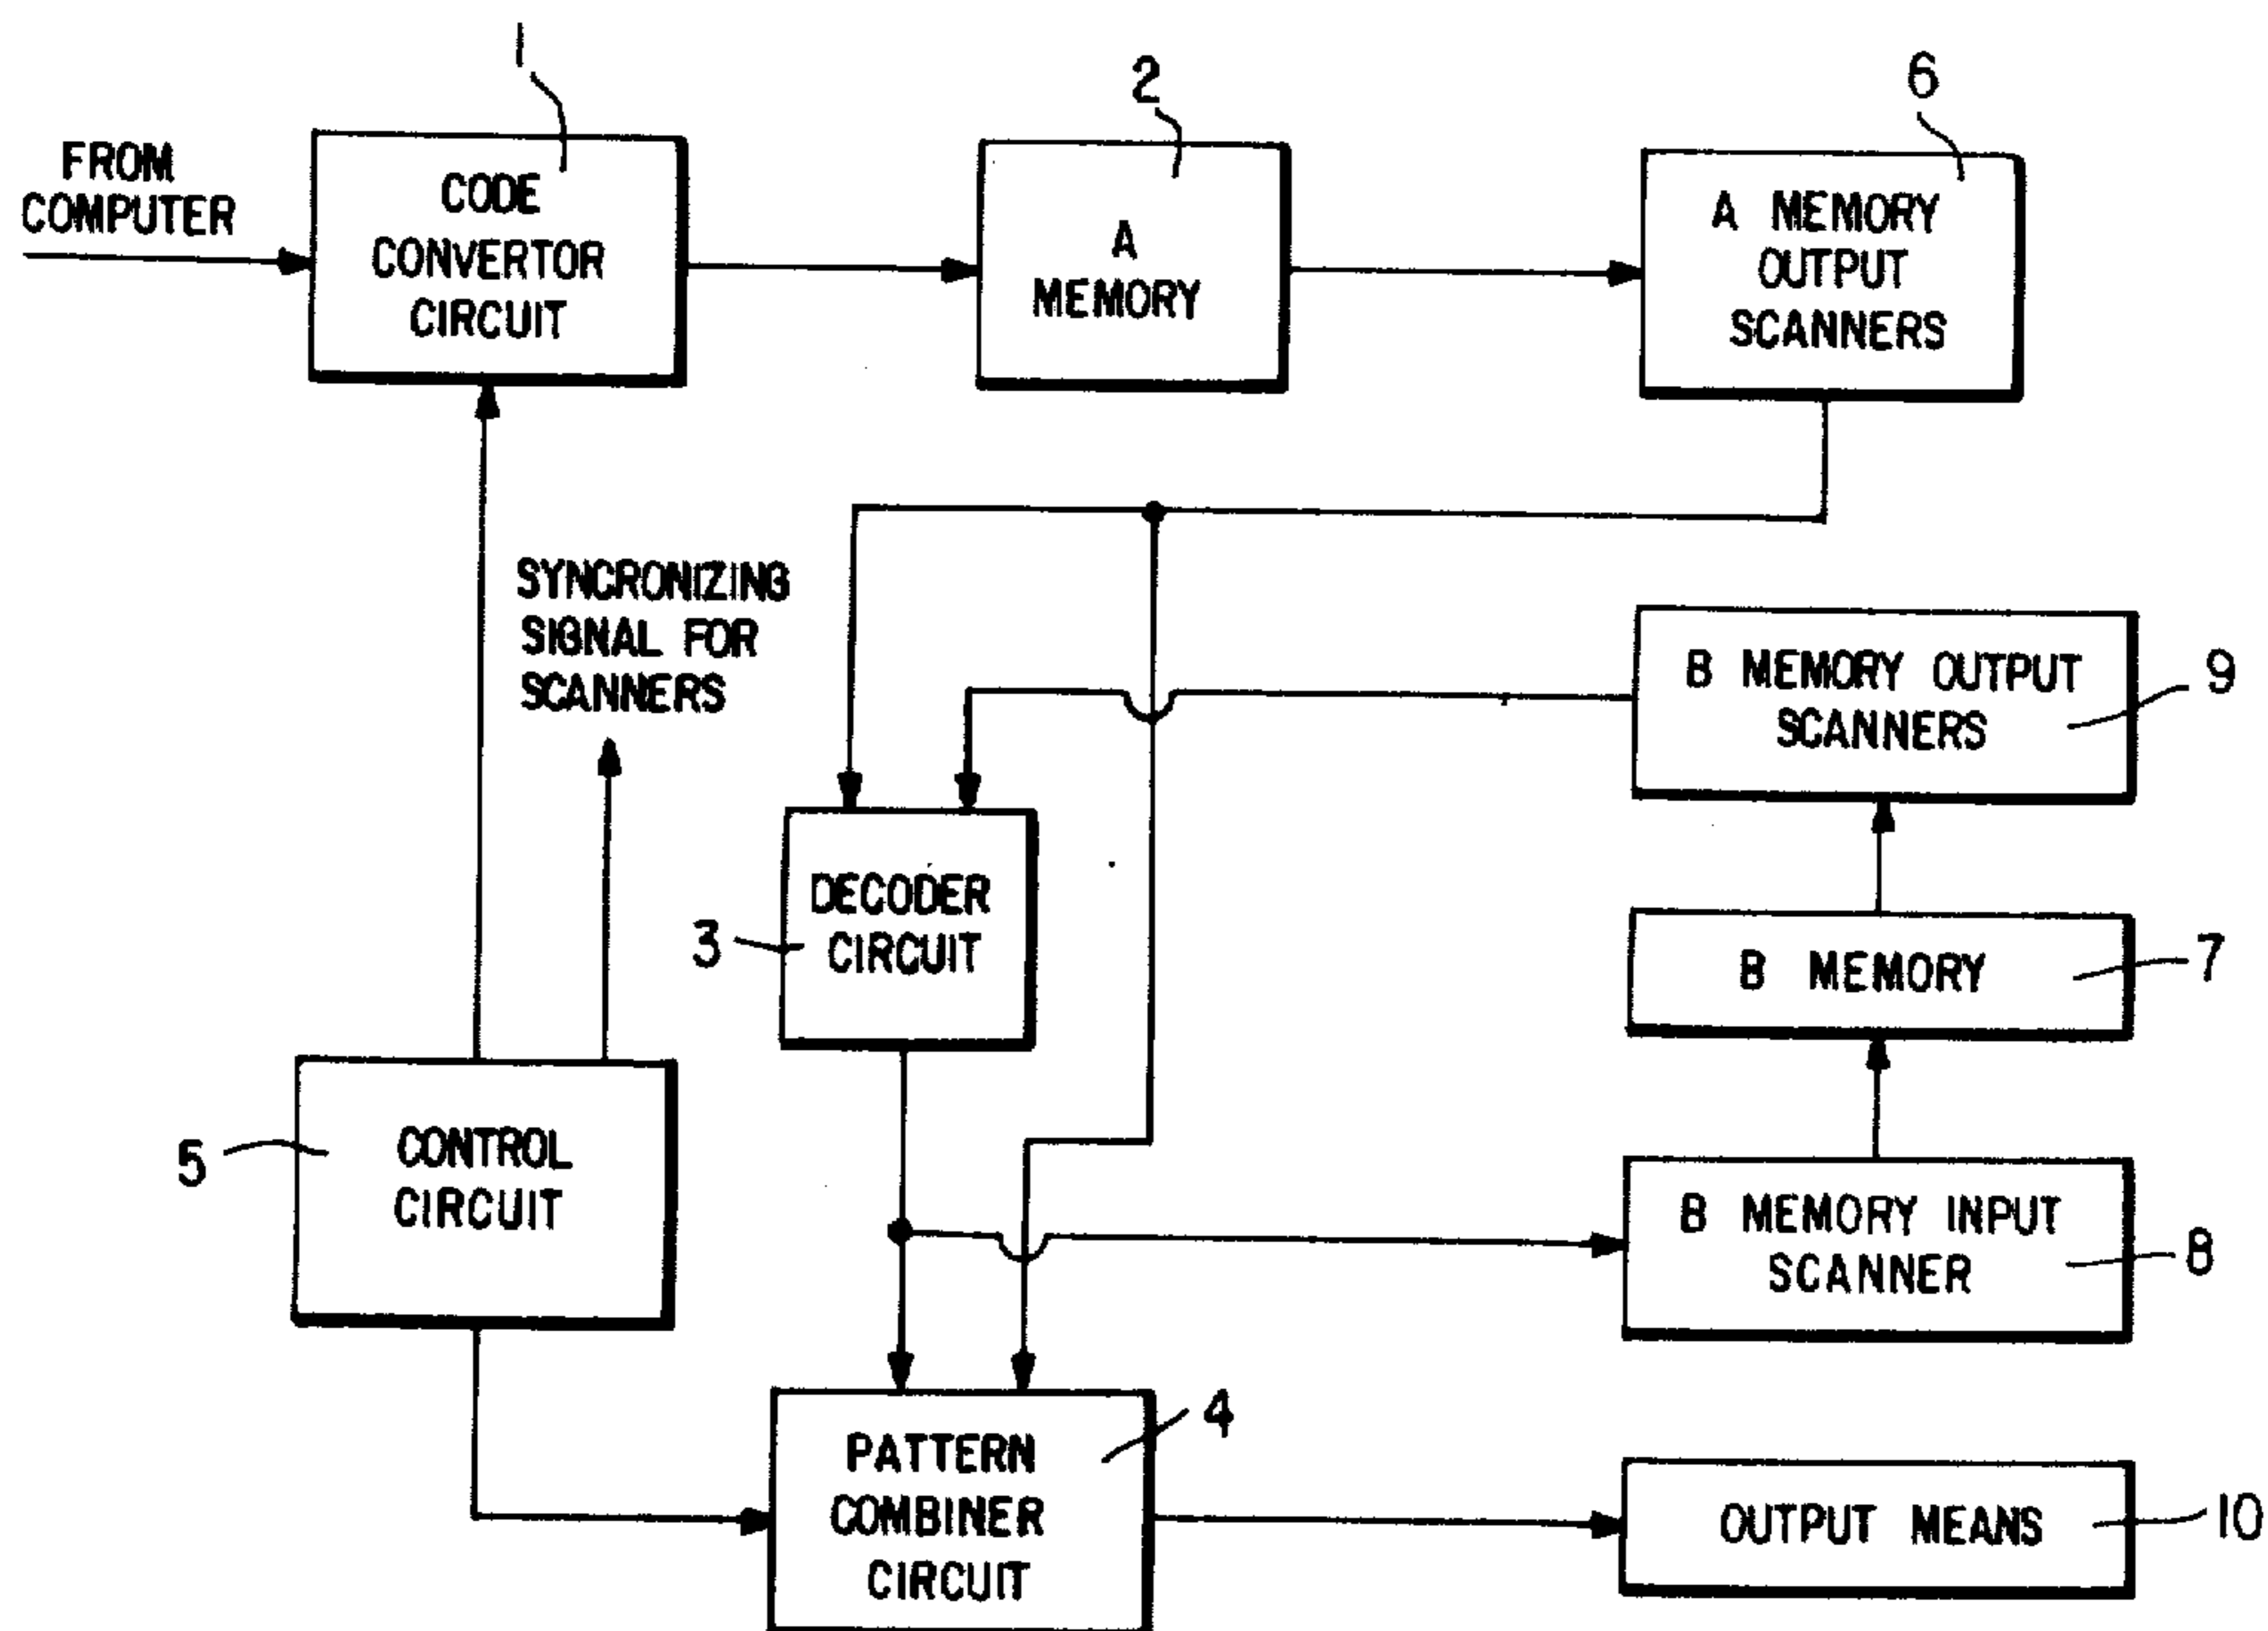 1
2
6
FROM
COMPUTER
CODE
CONVERTOR
CIRCUIT
A
MEMORY
A MEMORY
OUTPUT
SCANNERS
SYNCRONIZING
SIGNAL FOR
SCANNERS
B MEMORY OUTPUT
SCANNERS
9
DECODER
CIRCUIT
3
B MEMORY
7
5
CONTROL
CIRCUIT
B MEMORY INPUT
SCANNER
8
4
PATTERN
COMBINER
CIRCUIT
OUTPUT MEANS
10